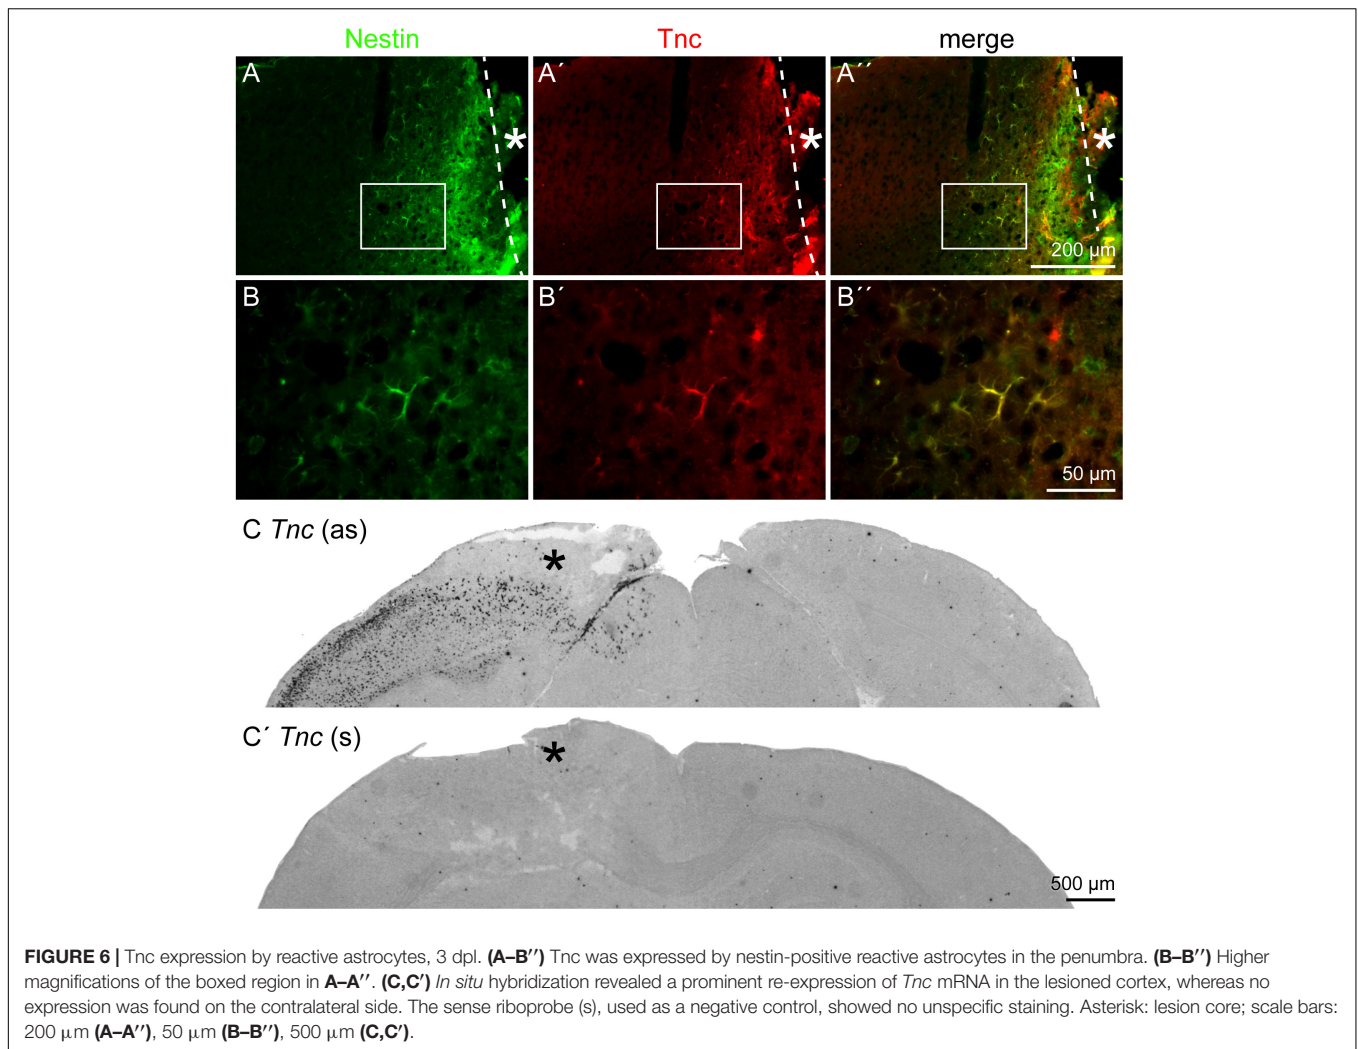 Nestin Tnc merge
A A´ A´´
* * *
200 µm
B B´ B´´
50 µm
C Tnc (as)
*
C´ Tnc (s)
*
500 µm
FIGURE 6 | Tnc expression by reactive astrocytes, 3 dpl. (A–B′′) Tnc was expressed by nestin-positive reactive astrocytes in the penumbra. (B–B′′) Higher
magnifications of the boxed region in A–A′′. (C,C′) In situ hybridization revealed a prominent re-expression of Tnc mRNA in the lesioned cortex, whereas no
expression was found on the contralateral side. The sense riboprobe (s), used as a negative control, showed no unspecific staining. Asterisk: lesion core; scale bars:
200 µm (A–A′′), 50 µm (B–B′′), 500 µm (C,C′).